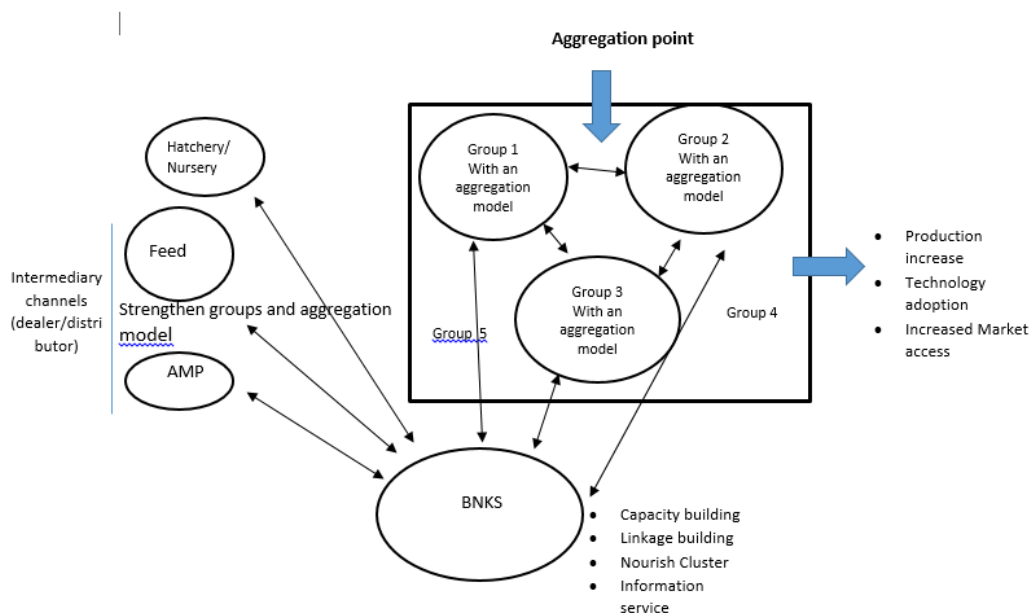 Aggregation point
Hatchery/
Nursery
Group 1
With an
aggregation
model
Group 2
With an
aggregation
model
Feed
Intermediary
channels
(dealer/distri
butor)
Strengthen groups and aggregation
model
AMP
Group 3
With an
aggregation
model
Group 5
Group 4
• Production
increase
• Technology
adoption
• Increased Market
access
BNKS
• Capacity building
• Linkage building
• Nourish Cluster
• Information
service